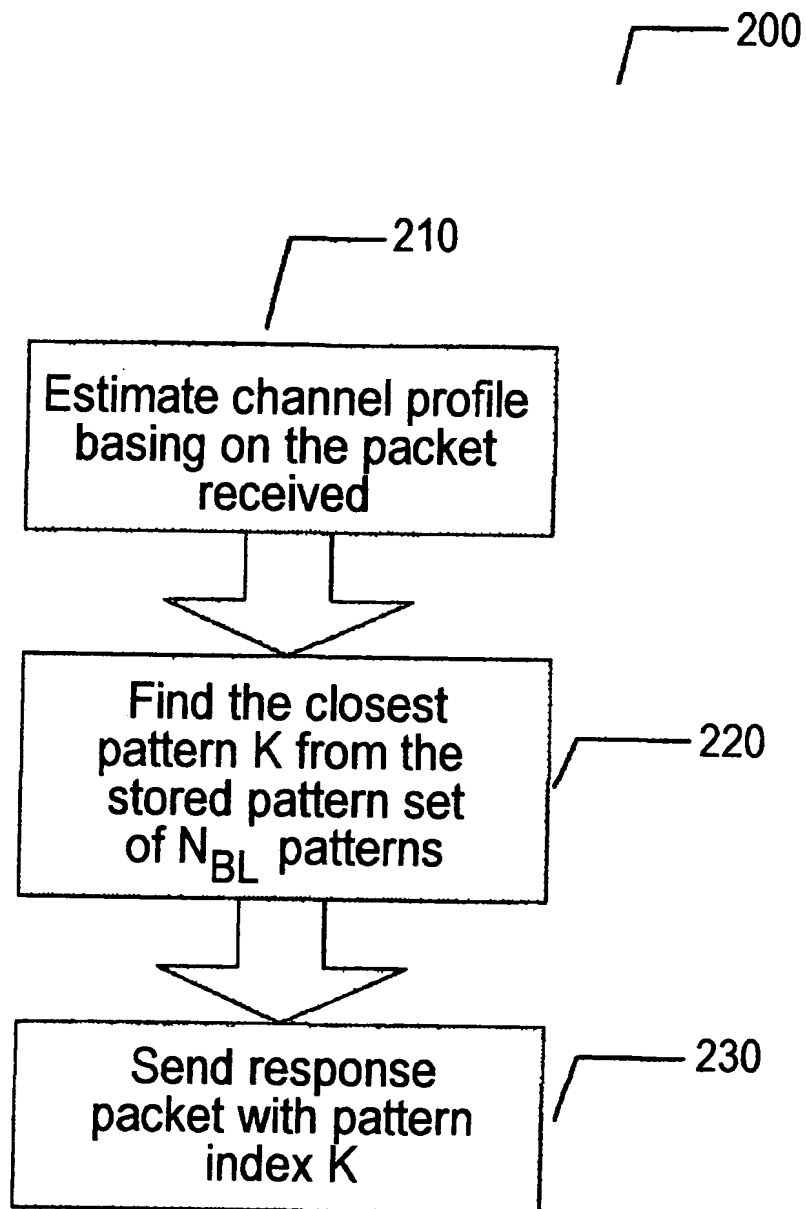 200
210
Estimate channel profile
basing on the packet
received
Find the closest
pattern K from the
stored pattern set
of N_BL patterns
220
Send response
packet with pattern
index K
230